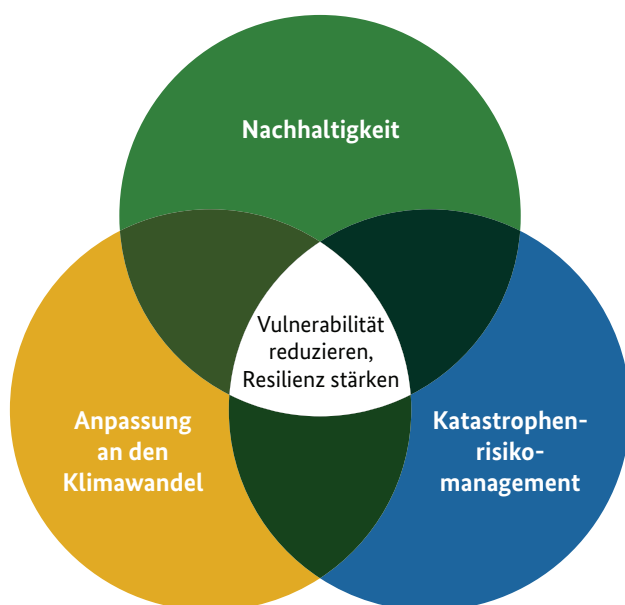 Nachhaltigkeit
Vulnerabilität
reduzieren,
Resilienz stärken
Anpassung
an den
Klimawandel
Katastrophen-
risiko-
management